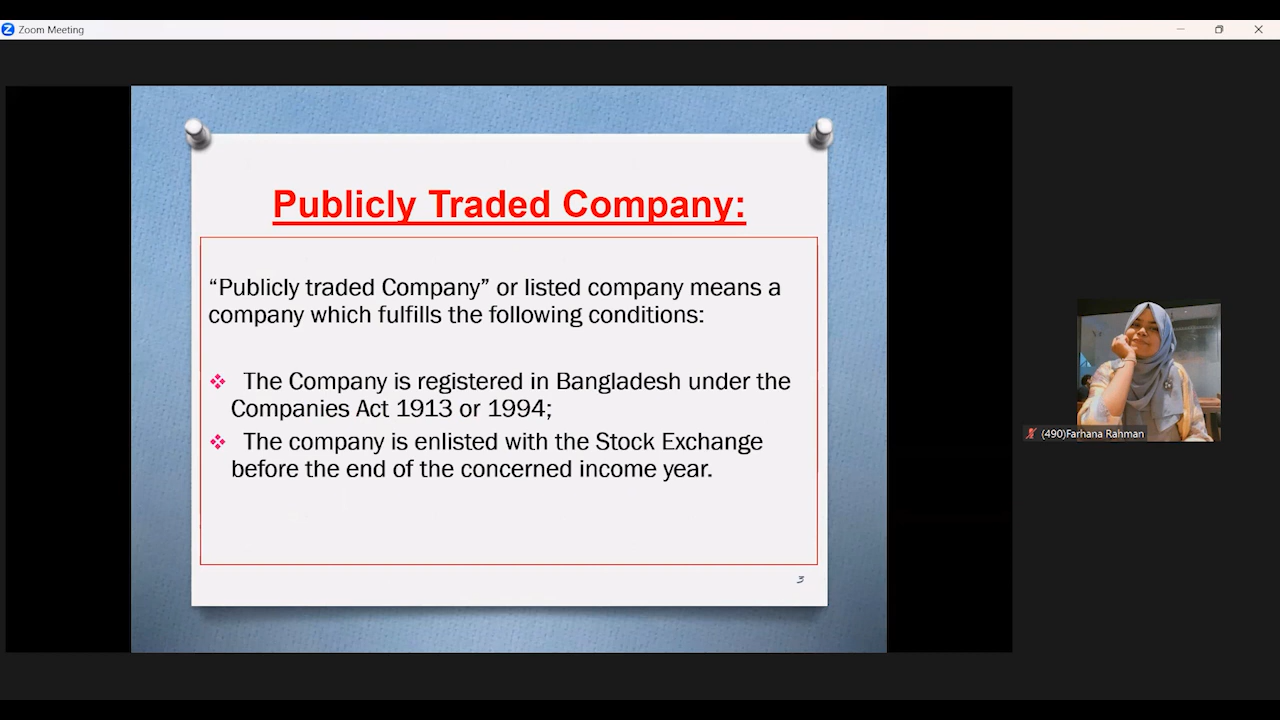 Zoom Meeting
Publicly Traded Company:
“Publicly traded Company” or listed company means a
company which fulfills the following conditions:
The Company is registered in Bangladesh under the
Companies Act 1913 or 1994;
The company is enlisted with the Stock Exchange
before the end of the concerned income year.
3
(490)Farhana Rahman